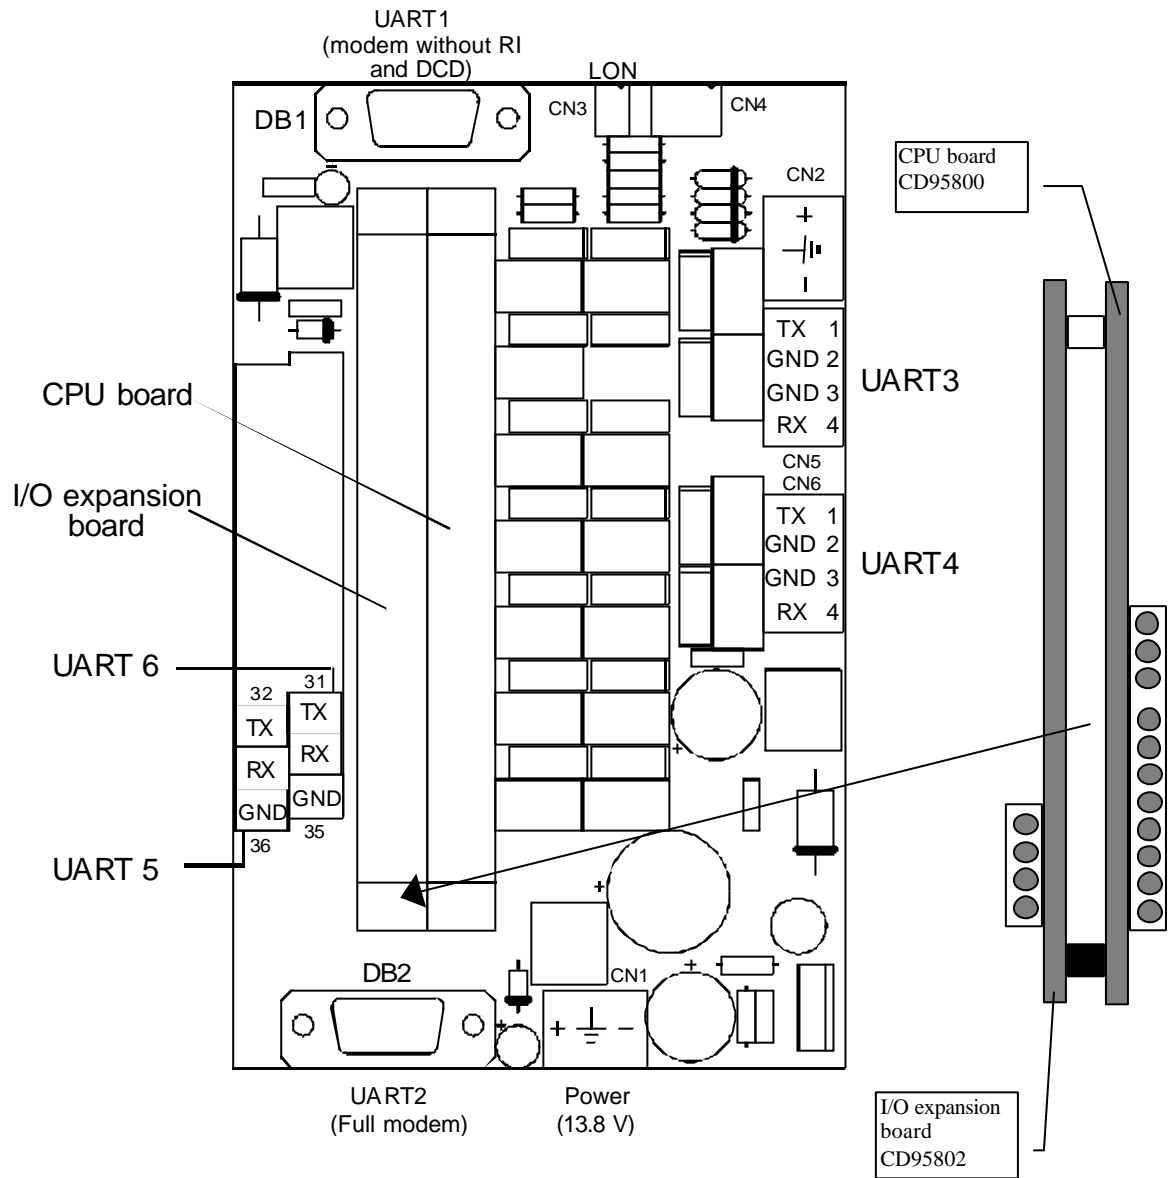 UART1
(modem without RI
and DCD)
LON
DB1
CN3
CN4
CN2
+
-
CPU board
CD95800
TX 1
GND 2
GND 3
RX 4
UART3
CPU board
CN5
CN6
I/O expansion
board
TX 1
GND 2
GND 3
RX 4
UART4
UART 6
31
32
TX
TX
RX
RX
GND
GND
35
36
UART 5
+
+
DB2
CN1
+
+
+ -
UART2
(Full modem)
Power
(13.8 V)
I/O expansion
board
CD95802